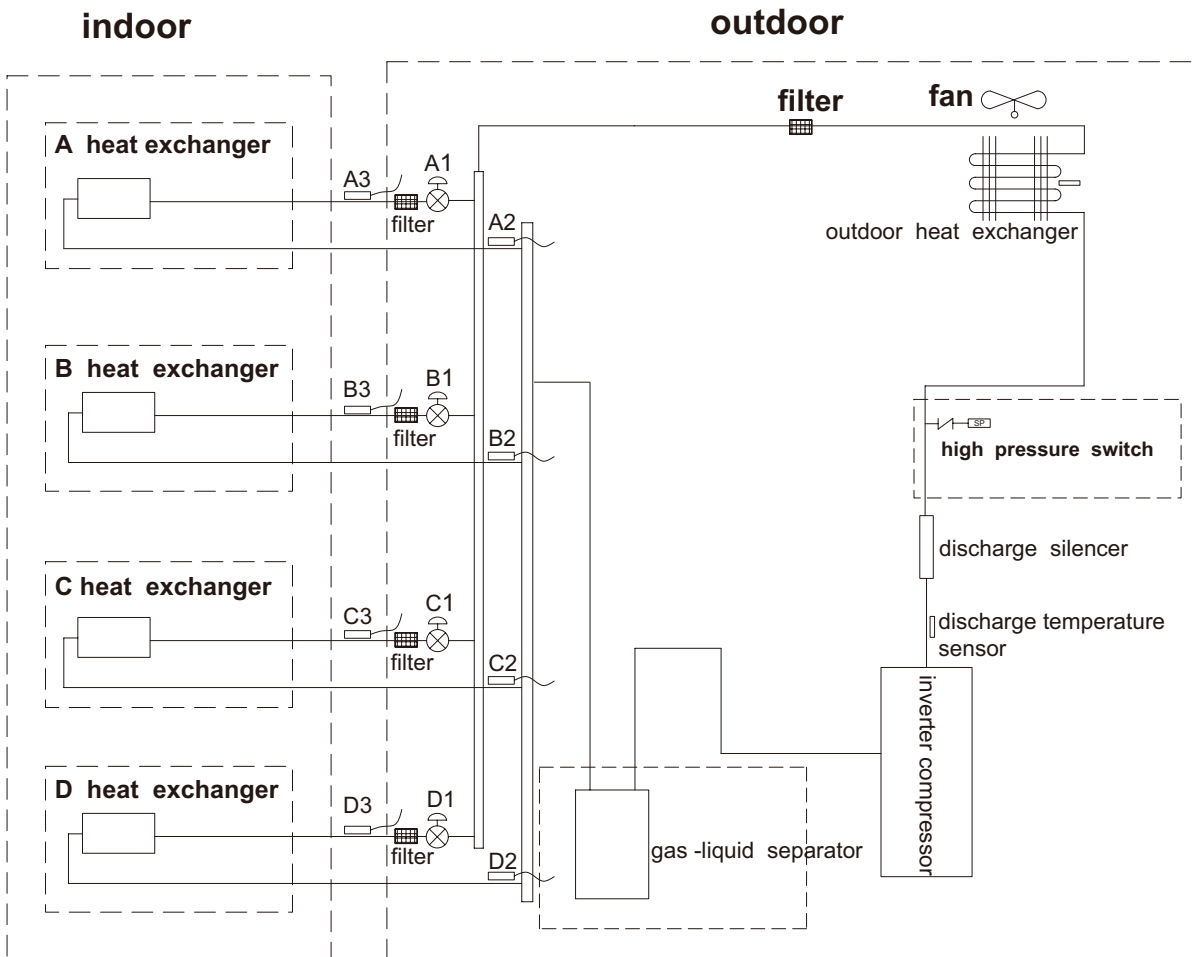 indoor
outdoor
filter
fan
A heat exchanger
A3
A1
filter
A2
outdoor heat exchanger
B heat exchanger
B3
B1
filter
B2
SP
high pressure switch
discharge silencer
C heat exchanger
C3
C1
filter
C2
discharge temperature
sensor
inverter compressor
D heat exchanger
D3
D1
filter
D2
gas -liquid separator